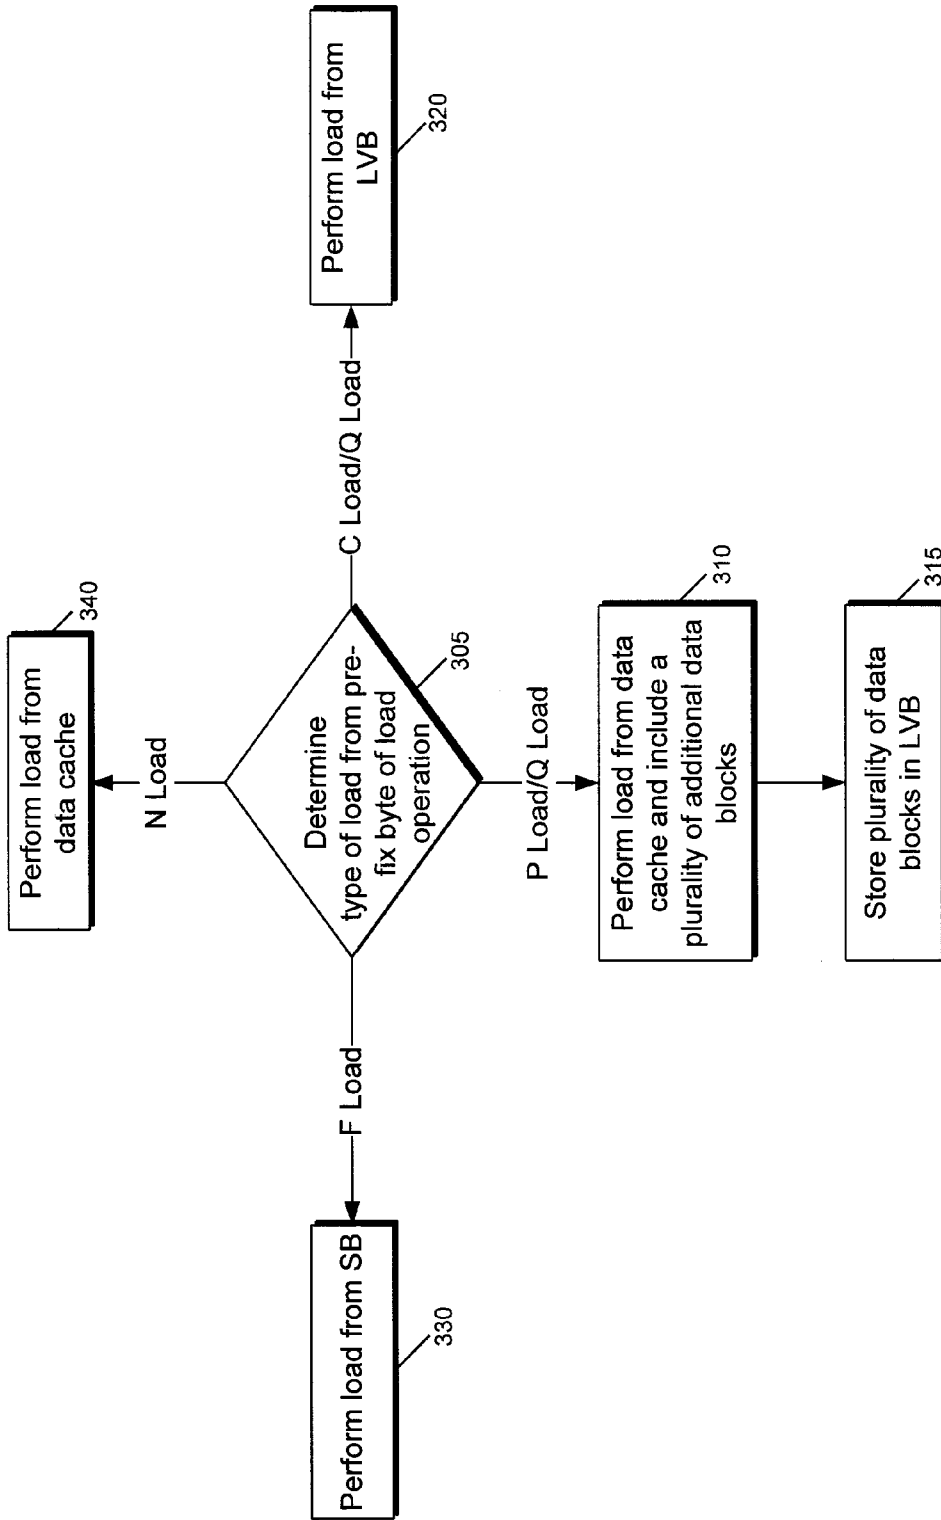 Perform load from
data cache
340
N Load
Perform load from SB
330
F Load
Determine
type of load from pre-
fix byte of load
operation
305
C Load/Q Load
Perform load from
LVB
320
P Load/Q Load
Perform load from data
cache and include a
plurality of additional data
blocks
310
Store plurality of data
blocks in LVB
315